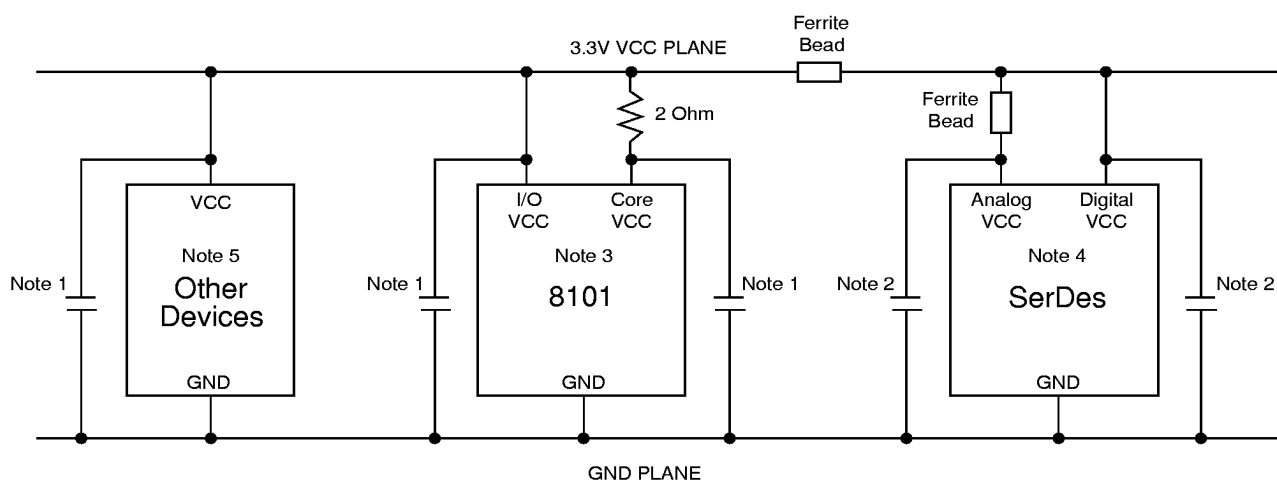 Ferrite
Bead
3.3V VCC PLANE
Ferrite
Bead
2 Ohm
VCC
I/O
VCC
Core
VCC
Analog
VCC
Digital
VCC
Note 5
Note 3
Note 4
Note 1
Other
Devices
Note 1
8101
Note 1
Note 2
SerDes
Note 2
GND
GND
GND
GND PLANE